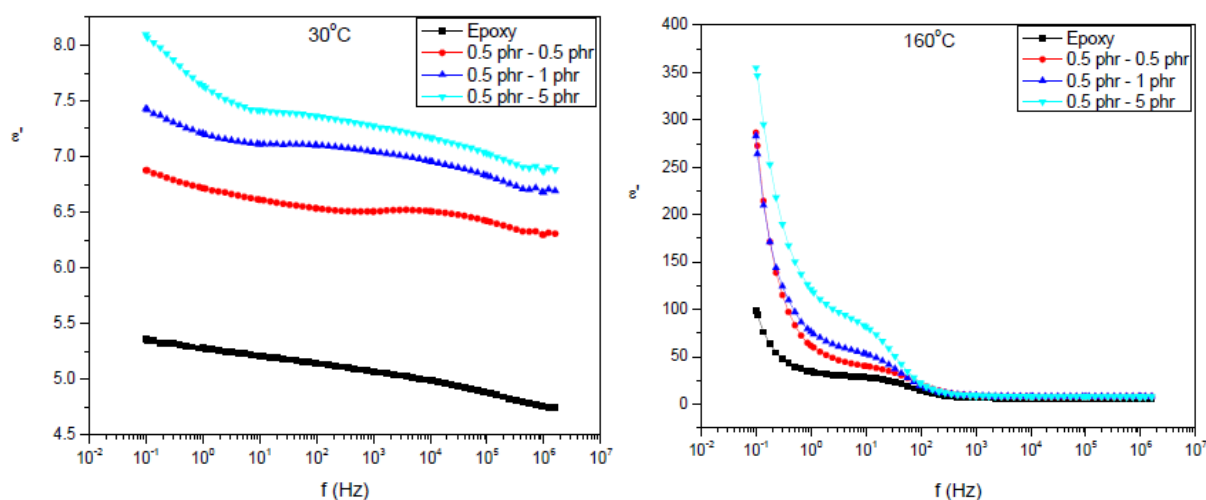 30°C
Epoxy
0.5 phr - 0.5 phr
0.5 phr - 1 phr
0.5 phr - 5 phr
8.0
7.5
7.0
6.5
6.0
5.5
5.0
4.5
ε'
10⁻² 10⁻¹ 10⁰ 10¹ 10² 10³ 10⁴ 10⁵ 10⁶ 10⁷
f (Hz)
160°C
Epoxy
0.5 phr - 0.5 phr
0.5 phr - 1 phr
0.5 phr - 5 phr
400
350
300
250
200
150
100
50
0
ε'
10⁻² 10⁻¹ 10⁰ 10¹ 10² 10³ 10⁴ 10⁵ 10⁶ 10⁷
f (Hz)